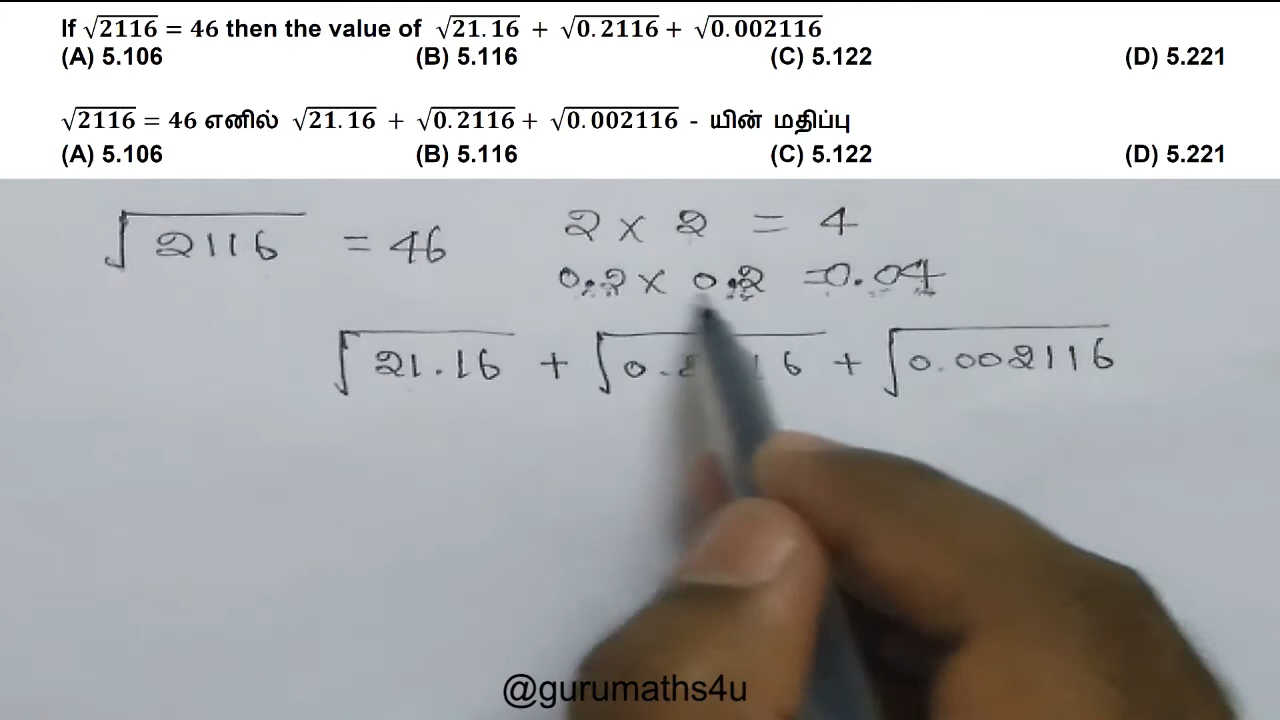 If √2116 = 46 then the value of √21.16 + √0.2116 + √0.002116
(A) 5.106 (B) 5.116 (C) 5.122 (D) 5.221
√2116 = 46 எனில் √21.16 + √0.2116 + √0.002116 - யின் மதிப்பு
(A) 5.106 (B) 5.116 (C) 5.122 (D) 5.221
√2116 = 46 2 × 2 = 4
0.2 × 0.2 = 0.04
√21.16 + √0. 16 + √0.002116
@gurumaths4u